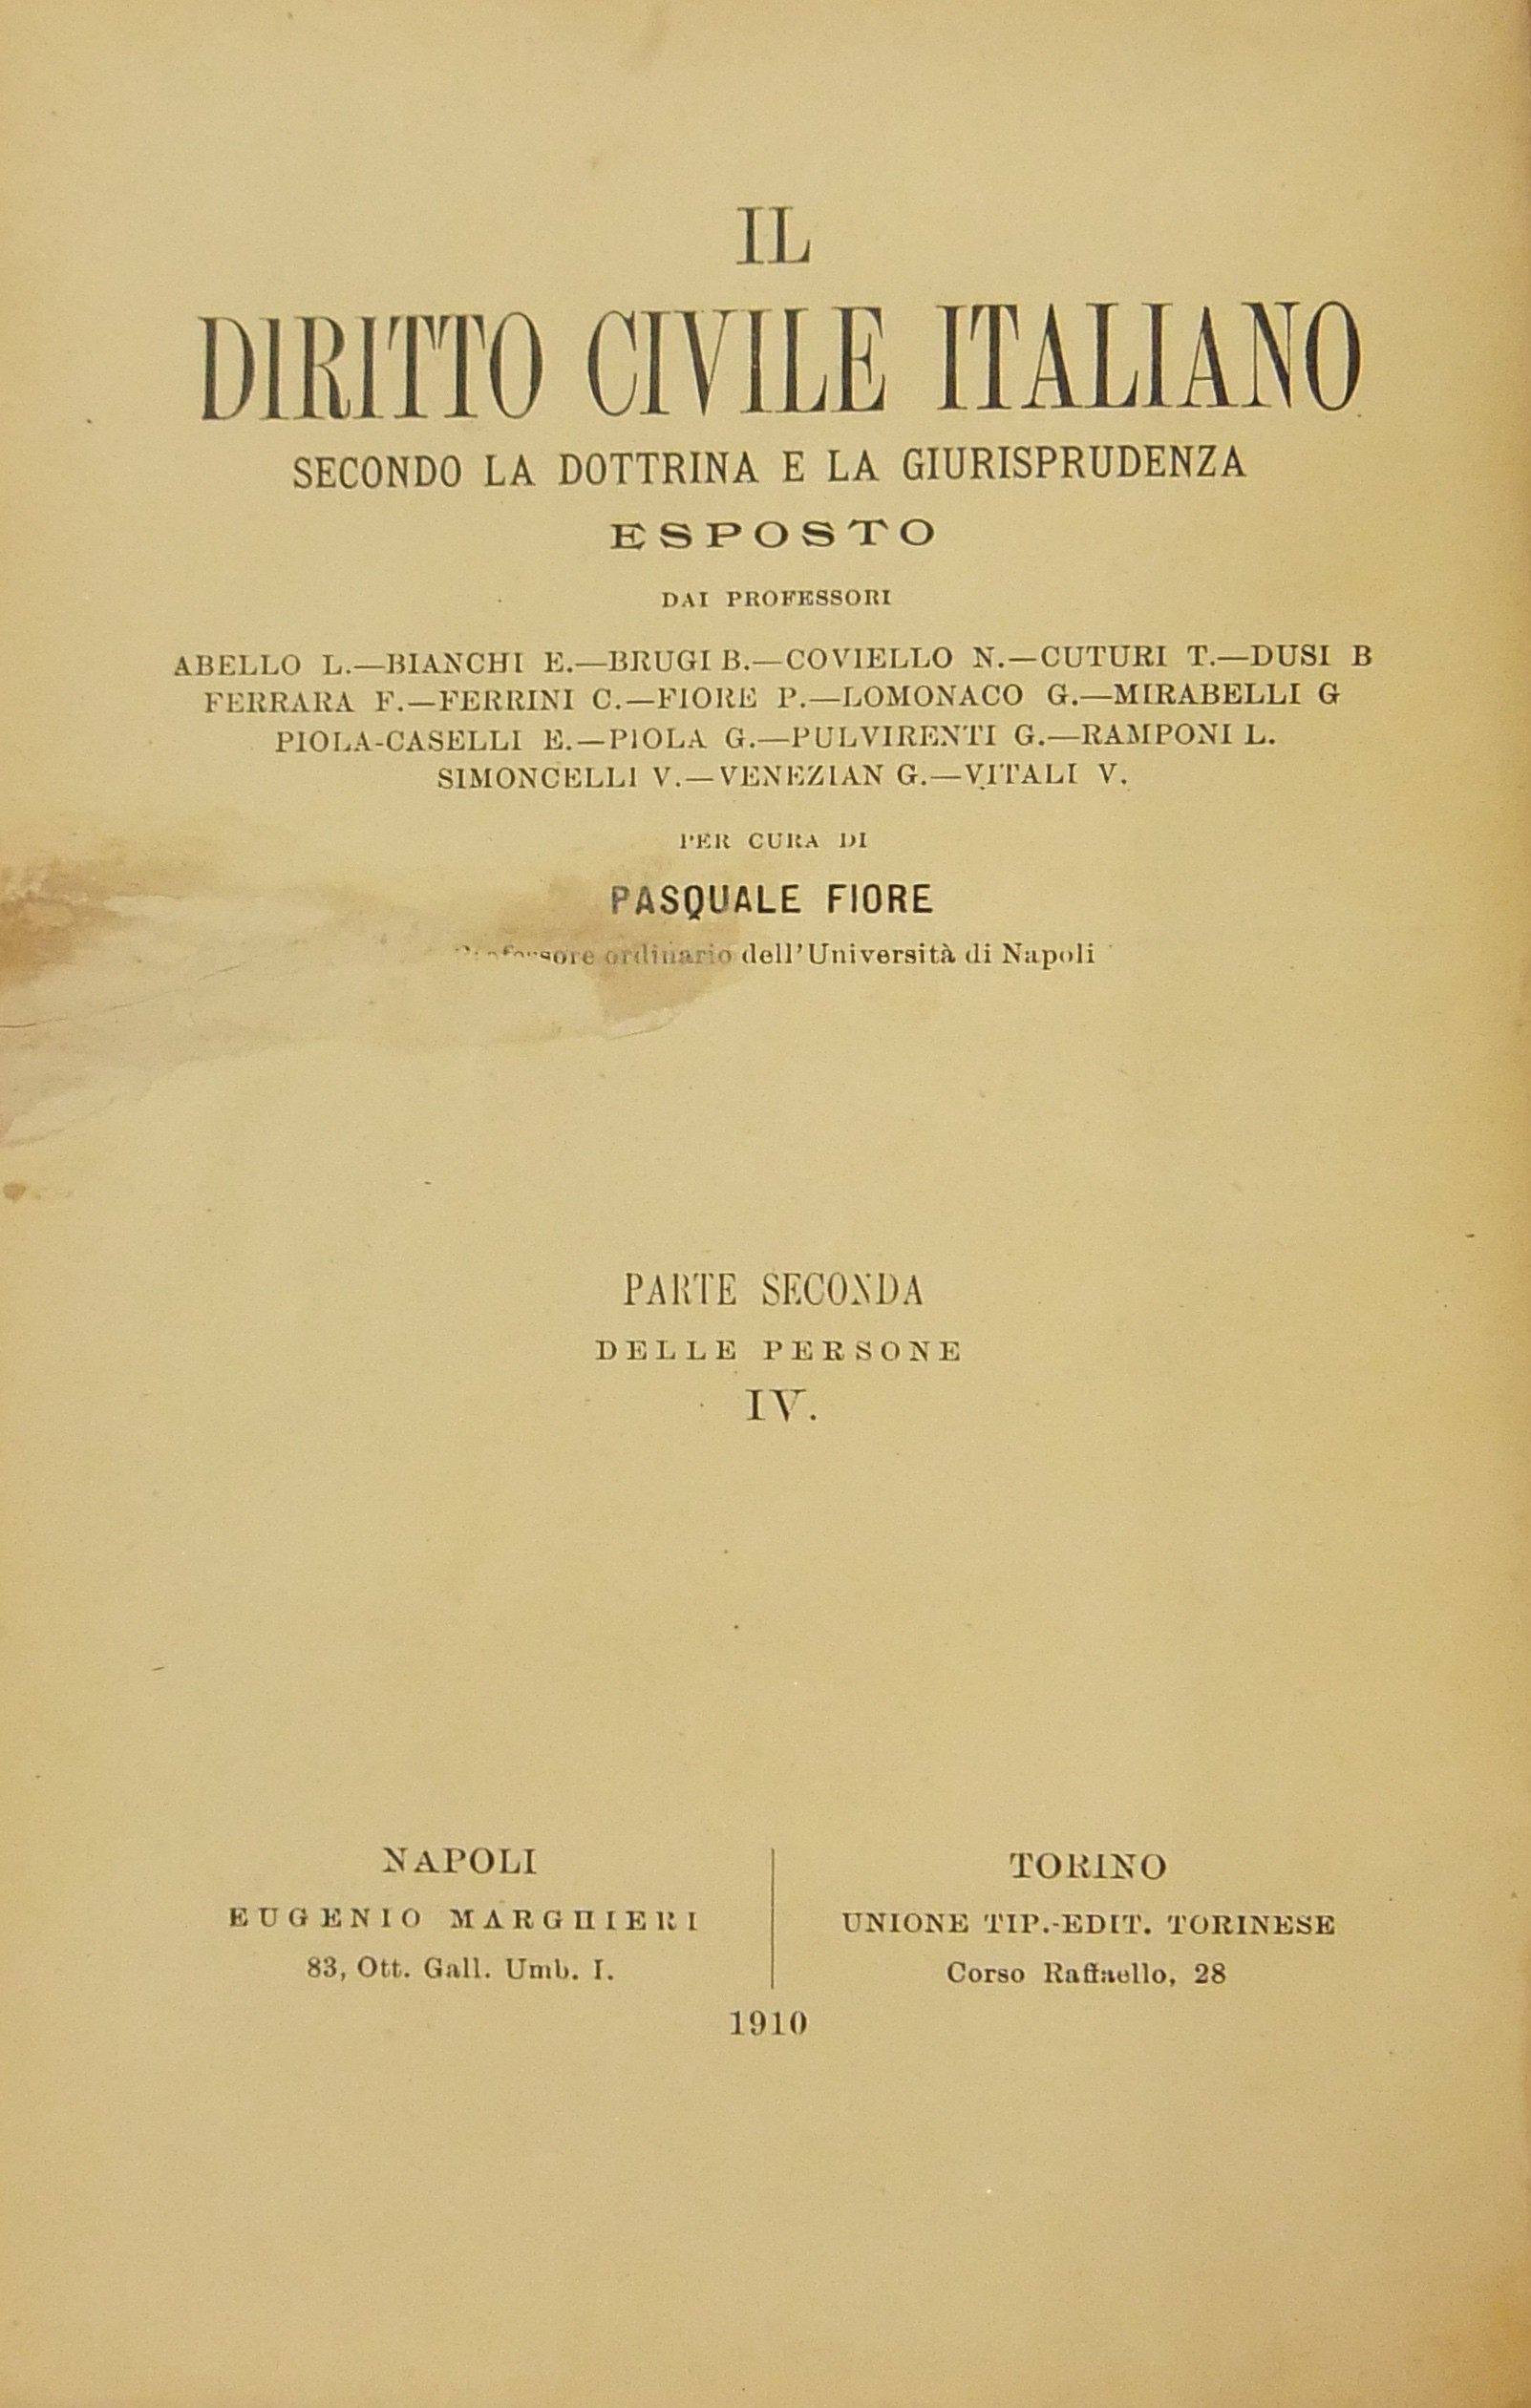 IL
DIRITTO CIVILE ITALIANO
SECONDO LA DOTTRINA E LA GIURISPRUDENZA
ESPOSTO
DAI PROFESSORI
ABELLO L.—BIANCHI E.—BRUGI B.—COVIELLO N.—CUTURI T.—DUSI B
FERRARA F.—FERRINI C.—FIORE P.—LOMONACO G.—MIRABELLI G
PIOLA-CASELLI E.—PIOLA G.—PULVIRENTI G.—RAMPONI L.
SIMONCELLI V.—VENEZIAN G.—VITALI V.
PER CURA DI
PASQUALE FIORE
Professore ordinario dell'Università di Napoli
PARTE SECONDA
DELLE PERSONE
IV.
NAPOLI
EUGENIO MARGHIERI
83, Ott. Gall. Umb. I.
TORINO
UNIONE TIP.-EDIT. TORINESE
Corso Raffaello, 28
1910